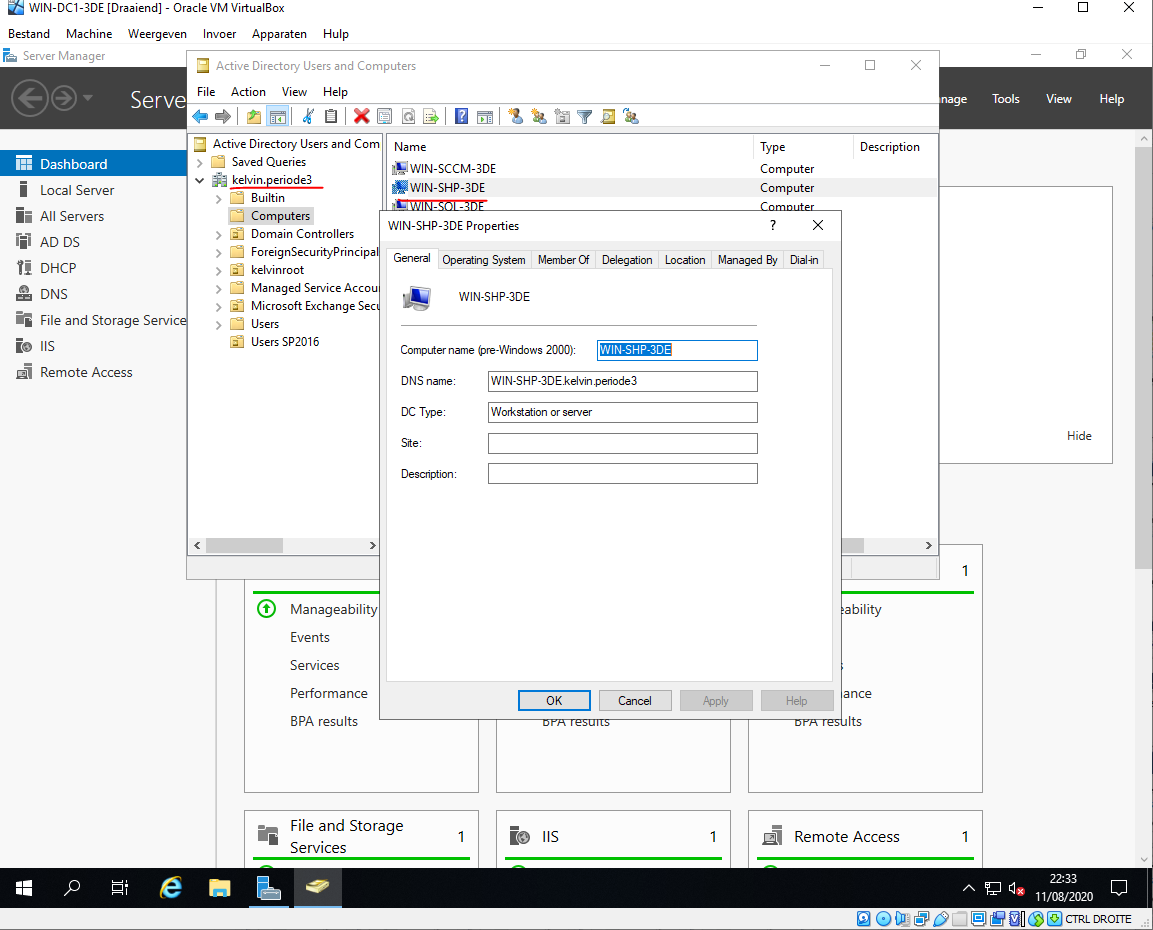 WIN-DC1-3DE [Draaiend] - Oracle VM VirtualBox
Bestand Machine Weergeven Invoer Apparaten Hulp
Server Manager
Serve
nage Tools View Help
Dashboard
Local Server
All Servers
AD DS
DHCP
DNS
File and Storage Service
IIS
Remote Access
Active Directory Users and Computers
File Action View Help
Active Directory Users and Com
Saved Queries
kelvin.periode3
Builtin
Computers
Domain Controllers
ForeignSecurityPrincipal
kelvinroot
Managed Service Accou
Microsoft Exchange Secu
Users
Users SP2016
Name Type Description
WIN-SCCM-3DE Computer
WIN-SHP-3DE Computer
WIN-SQL-3DE Computer
WIN-SHP-3DE Properties
General Operating System Member Of Delegation Location Managed By Dial-in
WIN-SHP-3DE
Computer name (pre-Windows 2000): WIN-SHP-3DE
DNS name: WIN-SHP-3DE.kelvin.periode3
DC Type: Workstation or server
Site:
Description:
OK Cancel Apply Help
Hide
1
Manageability
Events
Services
Performance
BPA results
BPA results
eability
s
ance
BPA results
File and Storage Services 1
IIS 1
Remote Access 1
22:33
11/08/2020
CTRL DROITE